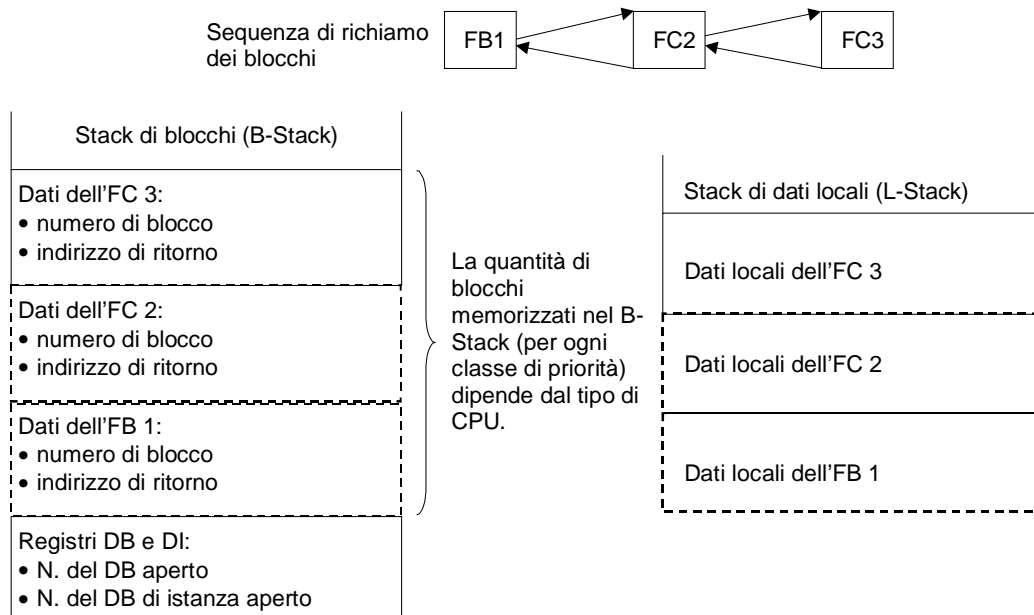 Sequenza di richiamo
dei blocchi
FB1
FC2
FC3
Stack di blocchi (B-Stack)
Dati dell'FC 3:
• numero di blocco
• indirizzo di ritorno
Dati dell'FC 2:
• numero di blocco
• indirizzo di ritorno
Dati dell'FB 1:
• numero di blocco
• indirizzo di ritorno
Registri DB e DI:
• N. del DB aperto
• N. del DB di istanza aperto
La quantità di
blocchi
memorizzati nel B-
Stack (per ogni
classe di priorità)
dipende dal tipo di
CPU.
Stack di dati locali (L-Stack)
Dati locali dell'FC 3
Dati locali dell'FC 2
Dati locali dell'FB 1